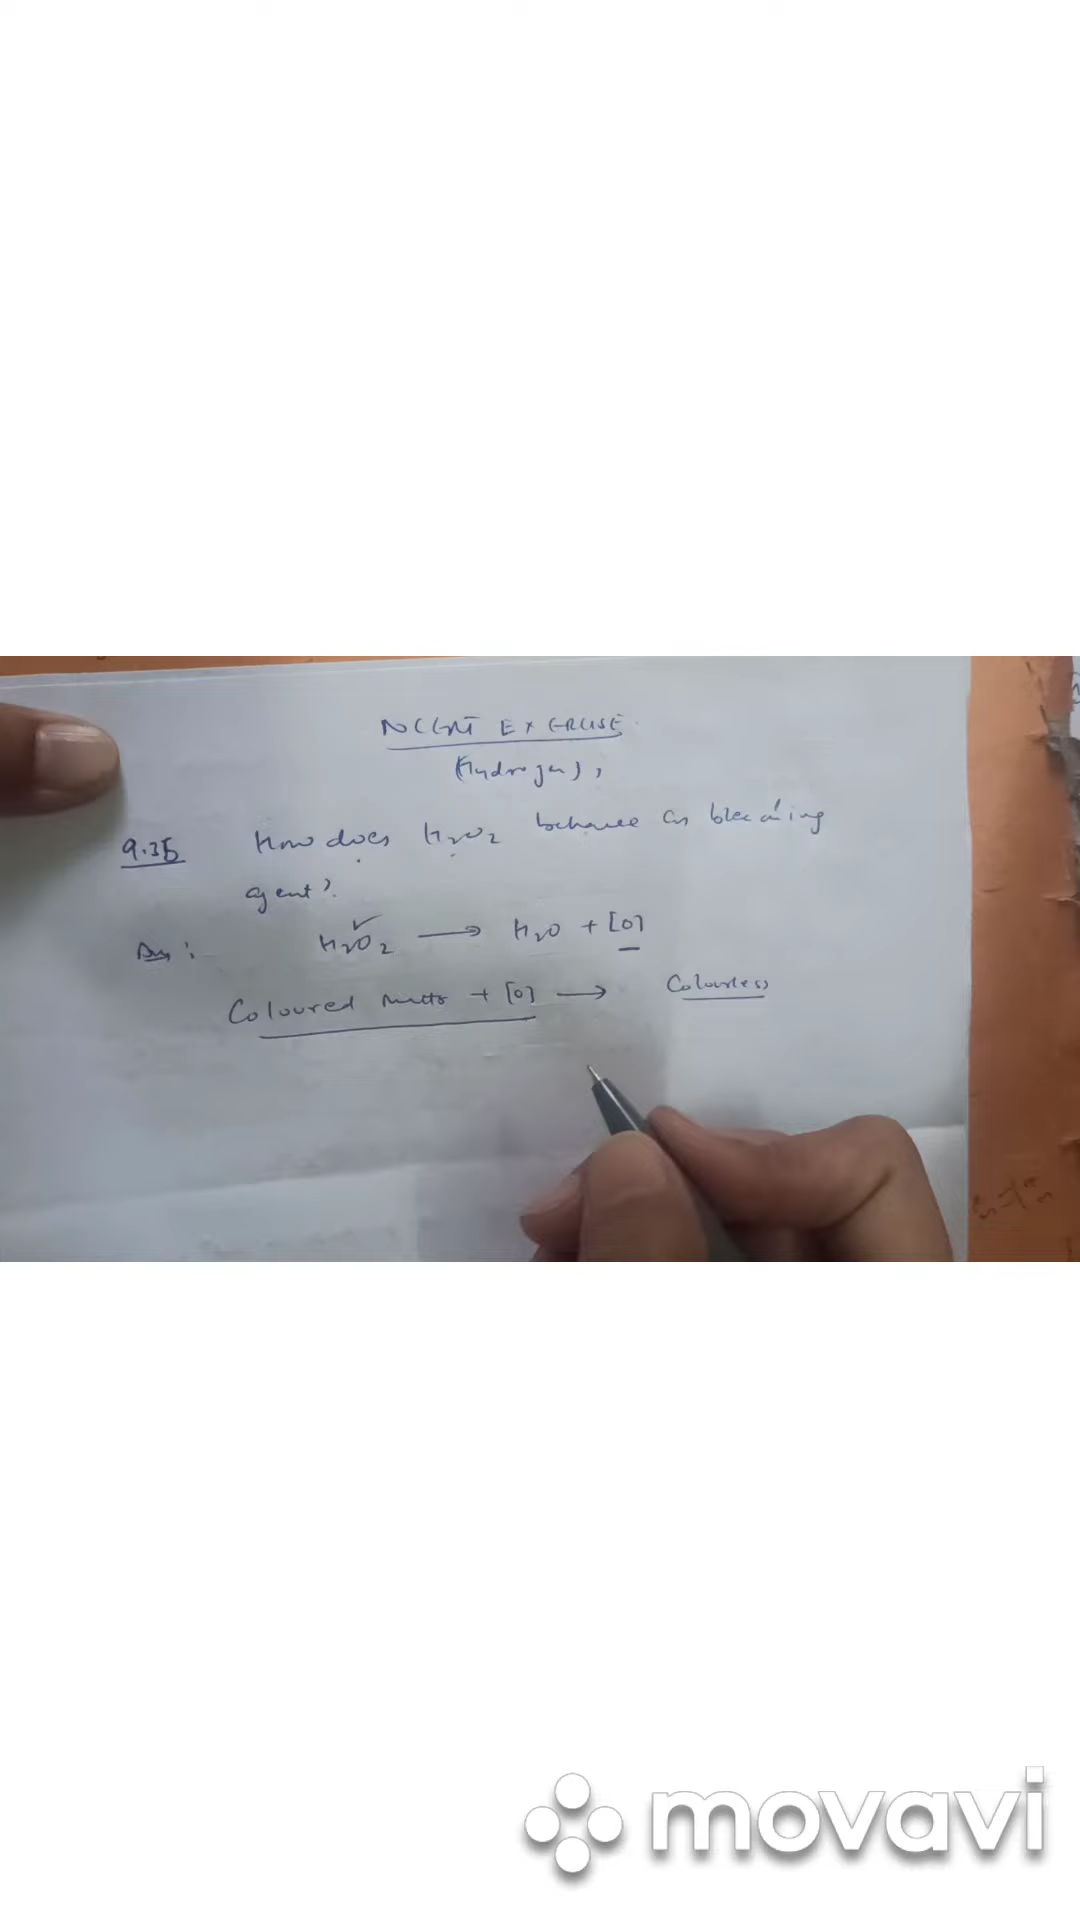 NCERT EXERCISE
(Hydrogen),
9.35 How does H2O2 behave as bleaching
agent?
Ans: H2O2 → H2O + [O]
Coloured matter + [O] → Colourless
movavi